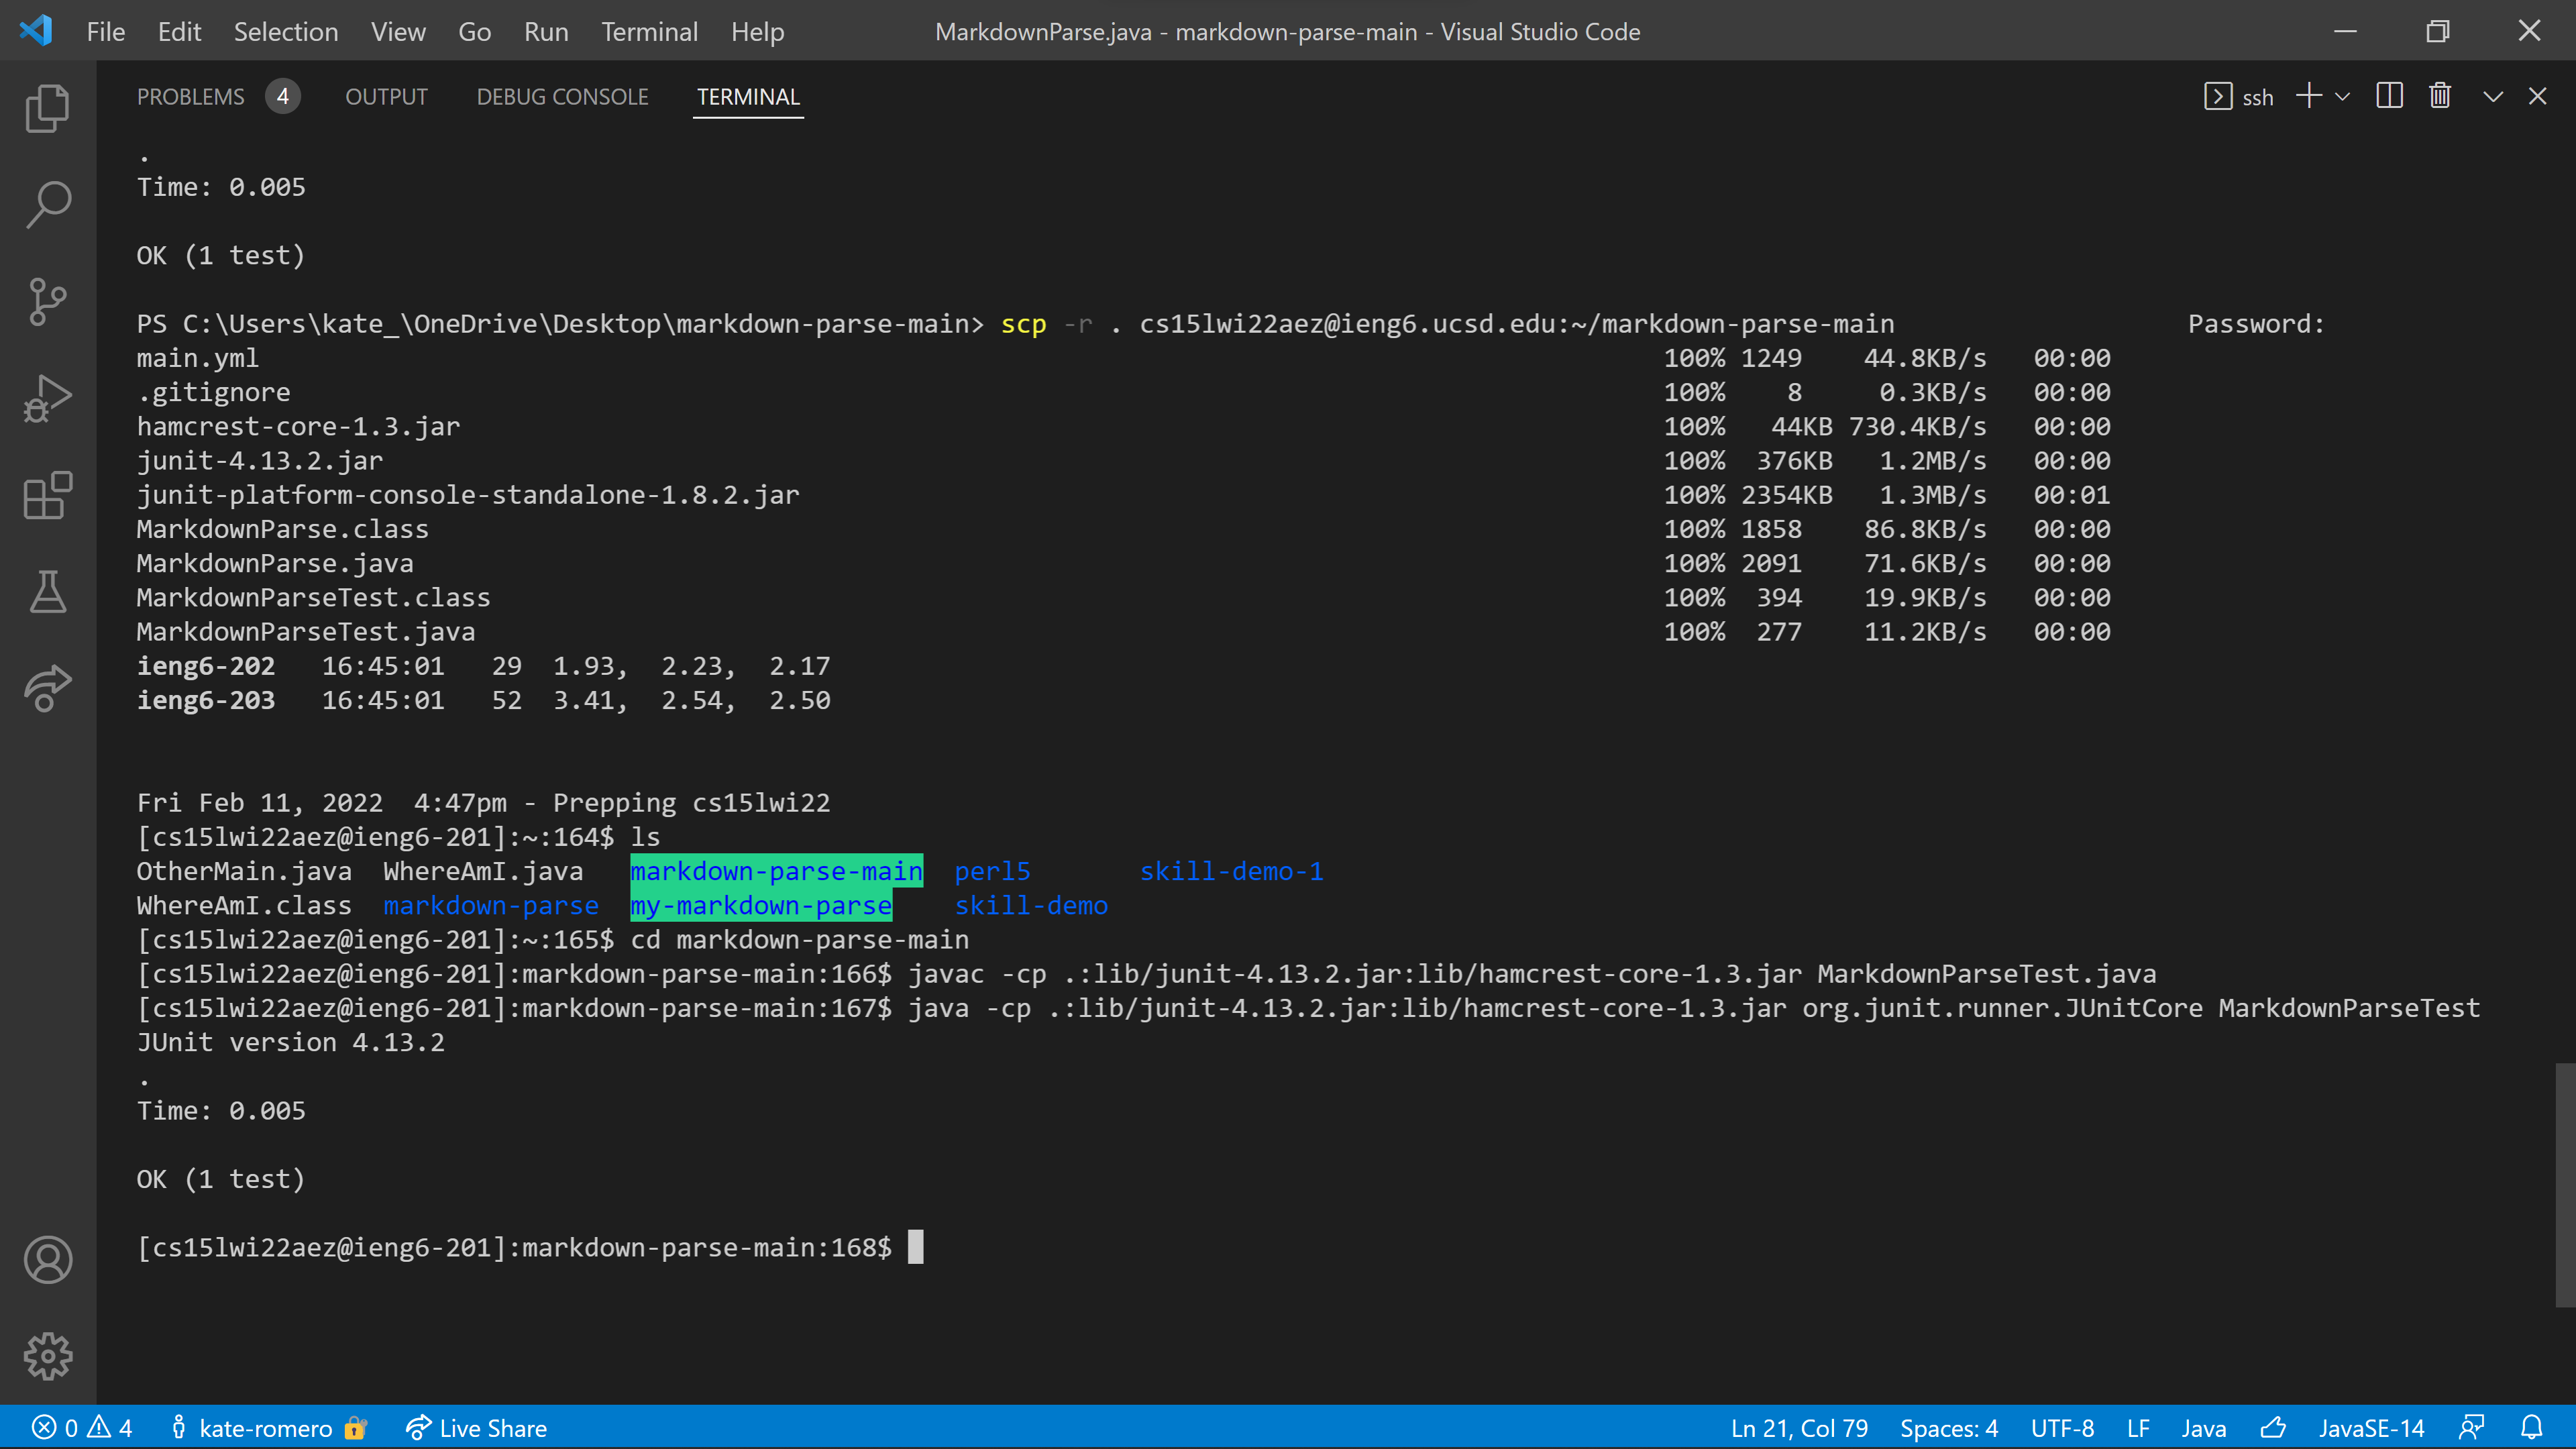 File Edit Selection View Go Run Terminal Help MarkdownParse.java - markdown-parse-main - Visual Studio Code
PROBLEMS 4 OUTPUT DEBUG CONSOLE TERMINAL ssh
.
Time: 0.005
OK (1 test)
PS C:\Users\kate_\OneDrive\Desktop\markdown-parse-main> scp -r . cs15lwi22aez@ieng6.ucsd.edu:~/markdown-parse-main Password:
main.yml 100% 1249 44.8KB/s 00:00
.gitignore 100% 8 0.3KB/s 00:00
hamcrest-core-1.3.jar 100% 44KB 730.4KB/s 00:00
junit-4.13.2.jar 100% 376KB 1.2MB/s 00:00
junit-platform-console-standalone-1.8.2.jar 100% 2354KB 1.3MB/s 00:01
MarkdownParse.class 100% 1858 86.8KB/s 00:00
MarkdownParse.java 100% 2091 71.6KB/s 00:00
MarkdownParseTest.class 100% 394 19.9KB/s 00:00
MarkdownParseTest.java 100% 277 11.2KB/s 00:00
ieng6-202 16:45:01 29 1.93, 2.23, 2.17
ieng6-203 16:45:01 52 3.41, 2.54, 2.50
Fri Feb 11, 2022 4:47pm - Prepping cs15lwi22
[cs15lwi22aez@ieng6-201]:~:164$ ls
OtherMain.java WhereAmI.java markdown-parse-main perl5 skill-demo-1
WhereAmI.class markdown-parse my-markdown-parse skill-demo
[cs15lwi22aez@ieng6-201]:~:165$ cd markdown-parse-main
[cs15lwi22aez@ieng6-201]:markdown-parse-main:166$ javac -cp .:lib/junit-4.13.2.jar:lib/hamcrest-core-1.3.jar MarkdownParseTest.java
[cs15lwi22aez@ieng6-201]:markdown-parse-main:167$ java -cp .:lib/junit-4.13.2.jar:lib/hamcrest-core-1.3.jar org.junit.runner.JUnitCore MarkdownParseTest
JUnit version 4.13.2
.
Time: 0.005
OK (1 test)
[cs15lwi22aez@ieng6-201]:markdown-parse-main:168$
0 4 kate-romero Live Share Ln 21, Col 79 Spaces: 4 UTF-8 LF Java JavaSE-14